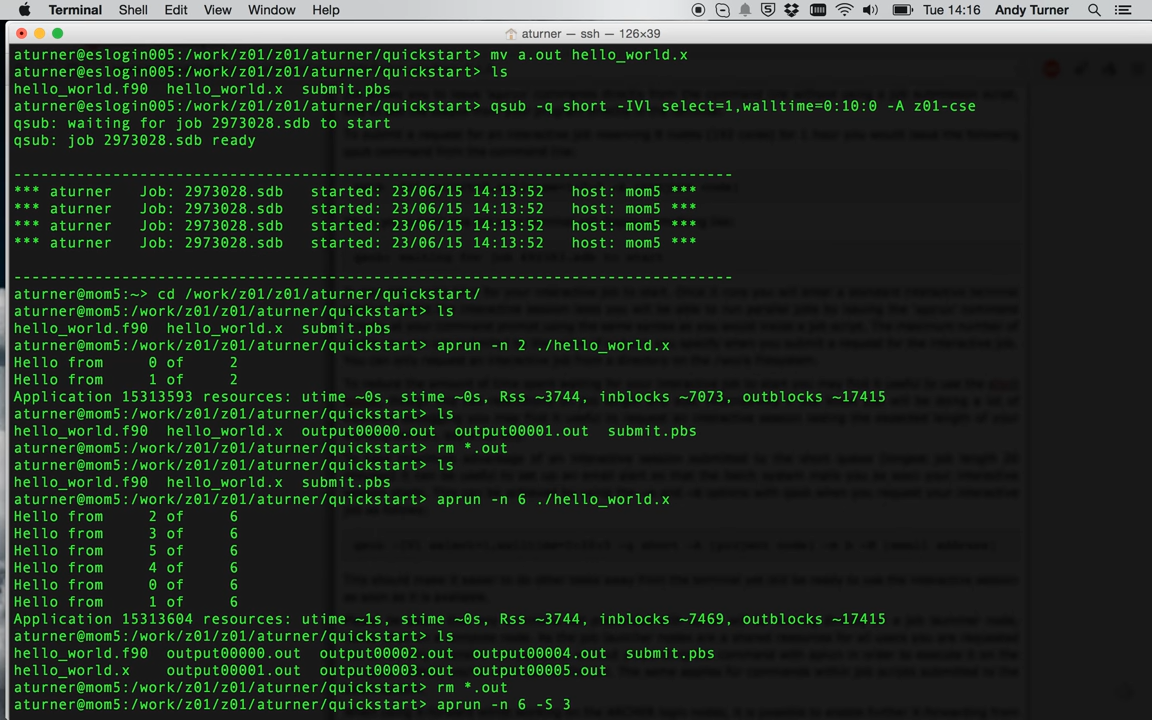 Terminal Shell Edit View Window Help Tue 14:16 Andy Turner
aturner — ssh — 126×39
aturner@eslogin005:/work/z01/z01/aturner/quickstart> mv a.out hello_world.x
aturner@eslogin005:/work/z01/z01/aturner/quickstart> ls
hello_world.f90  hello_world.x  submit.pbs
aturner@eslogin005:/work/z01/z01/aturner/quickstart> qsub -q short -IVl select=1,walltime=0:10:0 -A z01-cse
qsub: waiting for job 2973028.sdb to start
qsub: job 2973028.sdb ready
--------------------------------------------------------------------------------
*** aturner   Job: 2973028.sdb   started: 23/06/15 14:13:52   host: mom5 ***
*** aturner   Job: 2973028.sdb   started: 23/06/15 14:13:52   host: mom5 ***
*** aturner   Job: 2973028.sdb   started: 23/06/15 14:13:52   host: mom5 ***
*** aturner   Job: 2973028.sdb   started: 23/06/15 14:13:52   host: mom5 ***
--------------------------------------------------------------------------------
aturner@mom5:~> cd /work/z01/z01/aturner/quickstart/
aturner@mom5:/work/z01/z01/aturner/quickstart> ls
hello_world.f90  hello_world.x  submit.pbs
aturner@mom5:/work/z01/z01/aturner/quickstart> aprun -n 2 ./hello_world.x
Hello from     0 of     2
Hello from     1 of     2
Application 15313593 resources: utime ~0s, stime ~0s, Rss ~3744, inblocks ~7073, outblocks ~17415
aturner@mom5:/work/z01/z01/aturner/quickstart> ls
hello_world.f90  hello_world.x  output00000.out  output00001.out  submit.pbs
aturner@mom5:/work/z01/z01/aturner/quickstart> rm *.out
aturner@mom5:/work/z01/z01/aturner/quickstart> ls
hello_world.f90  hello_world.x  submit.pbs
aturner@mom5:/work/z01/z01/aturner/quickstart> aprun -n 6 ./hello_world.x
Hello from     2 of     6
Hello from     3 of     6
Hello from     5 of     6
Hello from     4 of     6
Hello from     0 of     6
Hello from     1 of     6
Application 15313604 resources: utime ~1s, stime ~0s, Rss ~3744, inblocks ~7469, outblocks ~17415
aturner@mom5:/work/z01/z01/aturner/quickstart> ls
hello_world.f90  output00000.out  output00002.out  output00004.out  submit.pbs
hello_world.x    output00001.out  output00003.out  output00005.out
aturner@mom5:/work/z01/z01/aturner/quickstart> rm *.out
aturner@mom5:/work/z01/z01/aturner/quickstart> aprun -n 6 -S 3